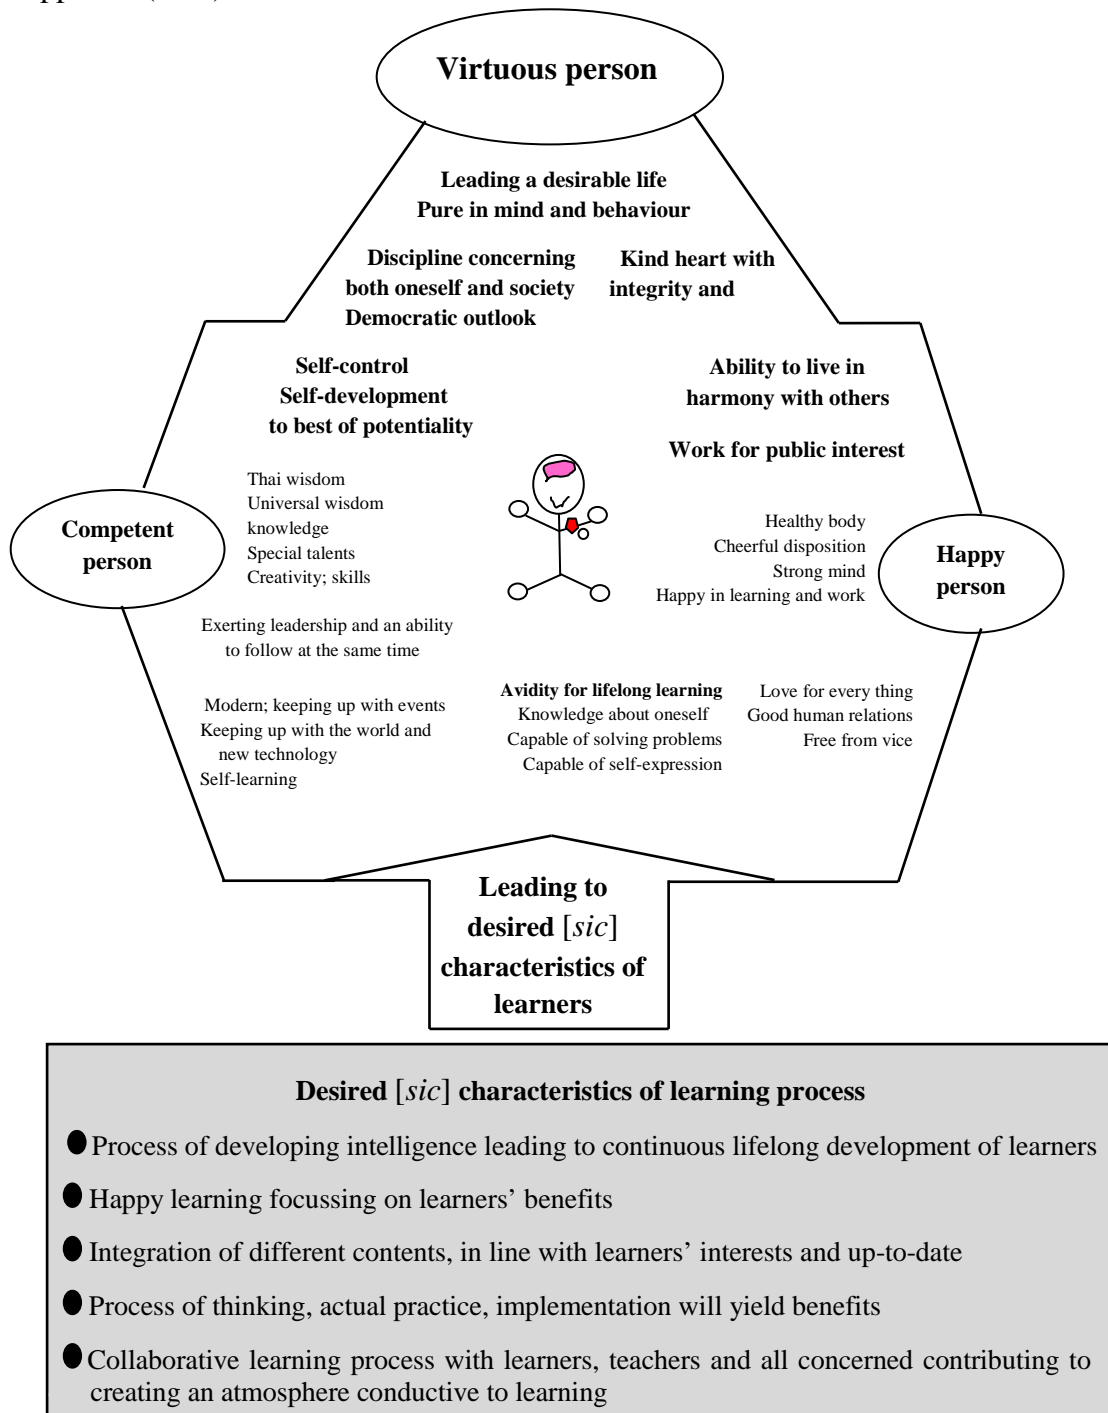 Virtuous person
Leading a desirable life
Pure in mind and behaviour
Discipline concerning
both oneself and society
Democratic outlook
Kind heart with
integrity and
Self-control
Self-development
to best of potentiality
Ability to live in
harmony with others
Work for public interest
Thai wisdom
Universal wisdom
knowledge
Special talents
Creativity; skills
Competent
person
Healthy body
Cheerful disposition
Strong mind
Happy in learning and work
Happy
person
Exerting leadership and an ability
to follow at the same time
Modern; keeping up with events
Keeping up with the world and
new technology
Self-learning
Avidity for lifelong learning
Knowledge about oneself
Capable of solving problems
Capable of self-expression
Love for every thing
Good human relations
Free from vice
Leading to
desired [sic]
characteristics of
learners
Desired [sic] characteristics of learning process
● Process of developing intelligence leading to continuous lifelong development of learners
● Happy learning focussing on learners’ benefits
● Integration of different contents, in line with learners’ interests and up-to-date
● Process of thinking, actual practice, implementation will yield benefits
● Collaborative learning process with learners, teachers and all concerned contributing to
creating an atmosphere conductive to learning